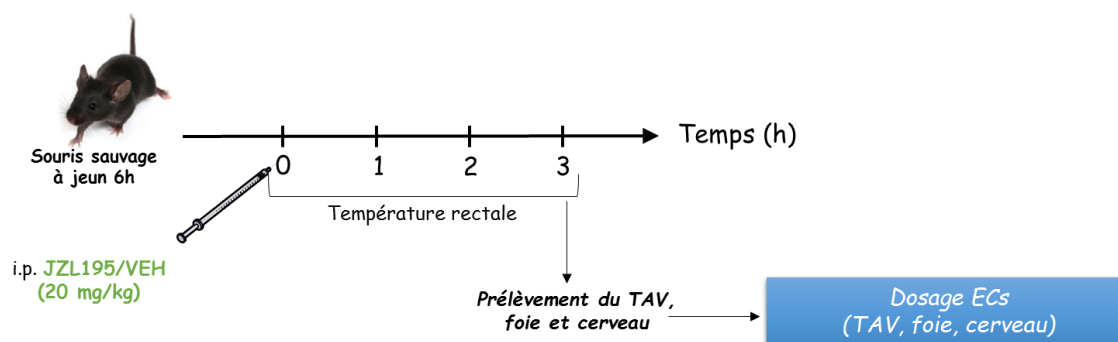 Temps (h)
Souris sauvage
à jeun 6h
0 1 2 3
Température rectale
i.p. JZL195/VEH
(20 mg/kg)
Prélèvement du TAV,
foie et cerveau
Dosage ECs
(TAV, foie, cerveau)